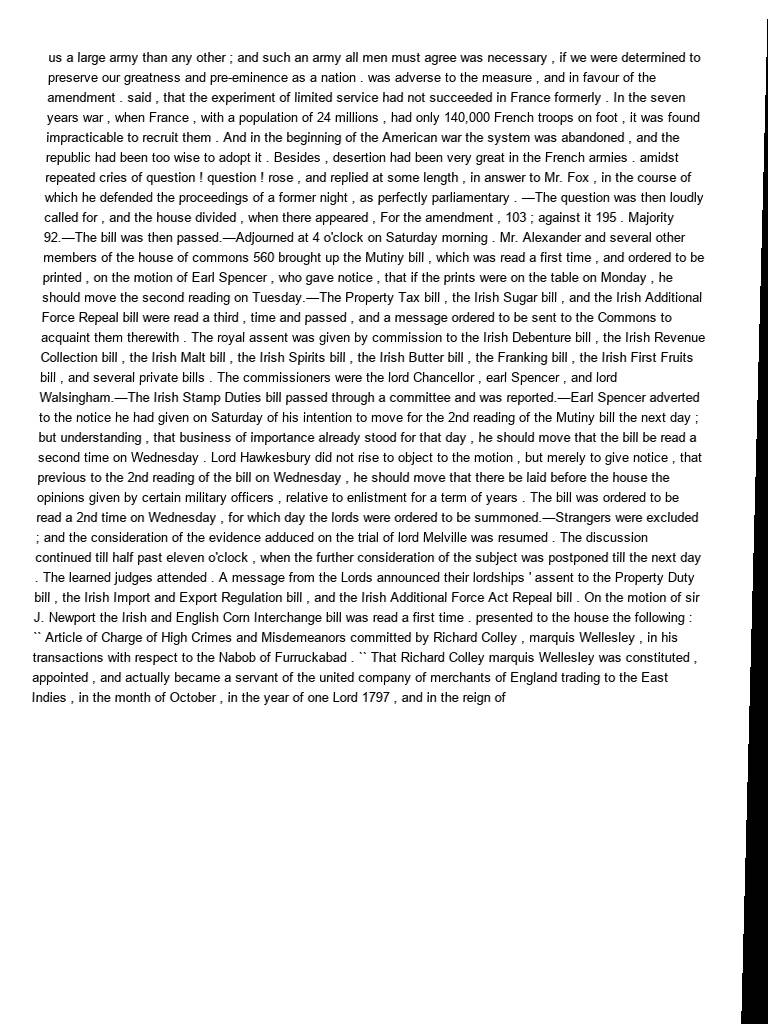 us a large army than any other ; and such an army all men must agree was necessary , if we were determined to
preserve our greatness and pre-eminence as a nation . was adverse to the measure , and in favour of the
amendment . said , that the experiment of limited service had not succeeded in France formerly . In the seven
years war , when France , with a population of 24 millions , had only 140,000 French troops on foot , it was found
impracticable to recruit them . And in the beginning of the American war the system was abandoned , and the
republic had been too wise to adopt it . Besides , desertion had been very great in the French armies . amidst
repeated cries of question ! question ! rose , and replied at some length , in answer to Mr. Fox , in the course of
which he defended the proceedings of a former night , as perfectly parliamentary . —The question was then loudly
called for , and the house divided , when there appeared , For the amendment , 103 ; against it 195 . Majority
92.—The bill was then passed.—Adjourned at 4 o'clock on Saturday morning . Mr. Alexander and several other
members of the house of commons 560 brought up the Mutiny bill , which was read a first time , and ordered to be
printed , on the motion of Earl Spencer , who gave notice , that if the prints were on the table on Monday , he
should move the second reading on Tuesday.—The Property Tax bill , the Irish Sugar bill , and the Irish Additional
Force Repeal bill were read a third , time and passed , and a message ordered to be sent to the Commons to
acquaint them therewith . The royal assent was given by commission to the Irish Debenture bill , the Irish Revenue
Collection bill , the Irish Malt bill , the Irish Spirits bill , the Irish Butter bill , the Franking bill , the Irish First Fruits
bill , and several private bills . The commissioners were the lord Chancellor , earl Spencer , and lord
Walsingham.—The Irish Stamp Duties bill passed through a committee and was reported.—Earl Spencer adverted
to the notice he had given on Saturday of his intention to move for the 2nd reading of the Mutiny bill the next day ;
but understanding , that business of importance already stood for that day , he should move that the bill be read a
second time on Wednesday . Lord Hawkesbury did not rise to object to the motion , but merely to give notice , that
previous to the 2nd reading of the bill on Wednesday , he should move that there be laid before the house the
opinions given by certain military officers , relative to enlistment for a term of years . The bill was ordered to be
read a 2nd time on Wednesday , for which day the lords were ordered to be summoned.—Strangers were excluded
; and the consideration of the evidence adduced on the trial of lord Melville was resumed . The discussion
continued till half past eleven o'clock , when the further consideration of the subject was postponed till the next day
. The learned judges attended . A message from the Lords announced their lordships ' assent to the Property Duty
bill , the Irish Import and Export Regulation bill , and the Irish Additional Force Act Repeal bill . On the motion of sir
J. Newport the Irish and English Corn Interchange bill was read a first time . presented to the house the following :
`` Article of Charge of High Crimes and Misdemeanors committed by Richard Colley , marquis Wellesley , in his
transactions with respect to the Nabob of Furruckabad . `` That Richard Colley marquis Wellesley was constituted ,
appointed , and actually became a servant of the united company of merchants of England trading to the East
Indies , in the month of October , in the year of one Lord 1797 , and in the reign of